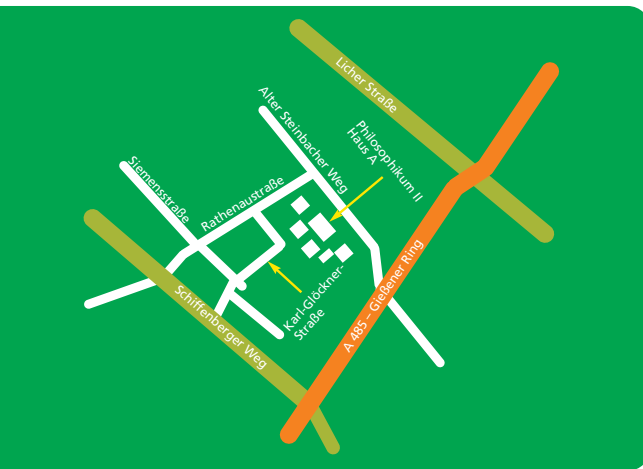 Licher Straße
Alter Steinbacher Weg
Philosophikum II
Haus A
Siemensstraße
Rathenaustraße
Karl-Glöckner-
Straße
Schiffenberger Weg
A 485 – Gießener Ring